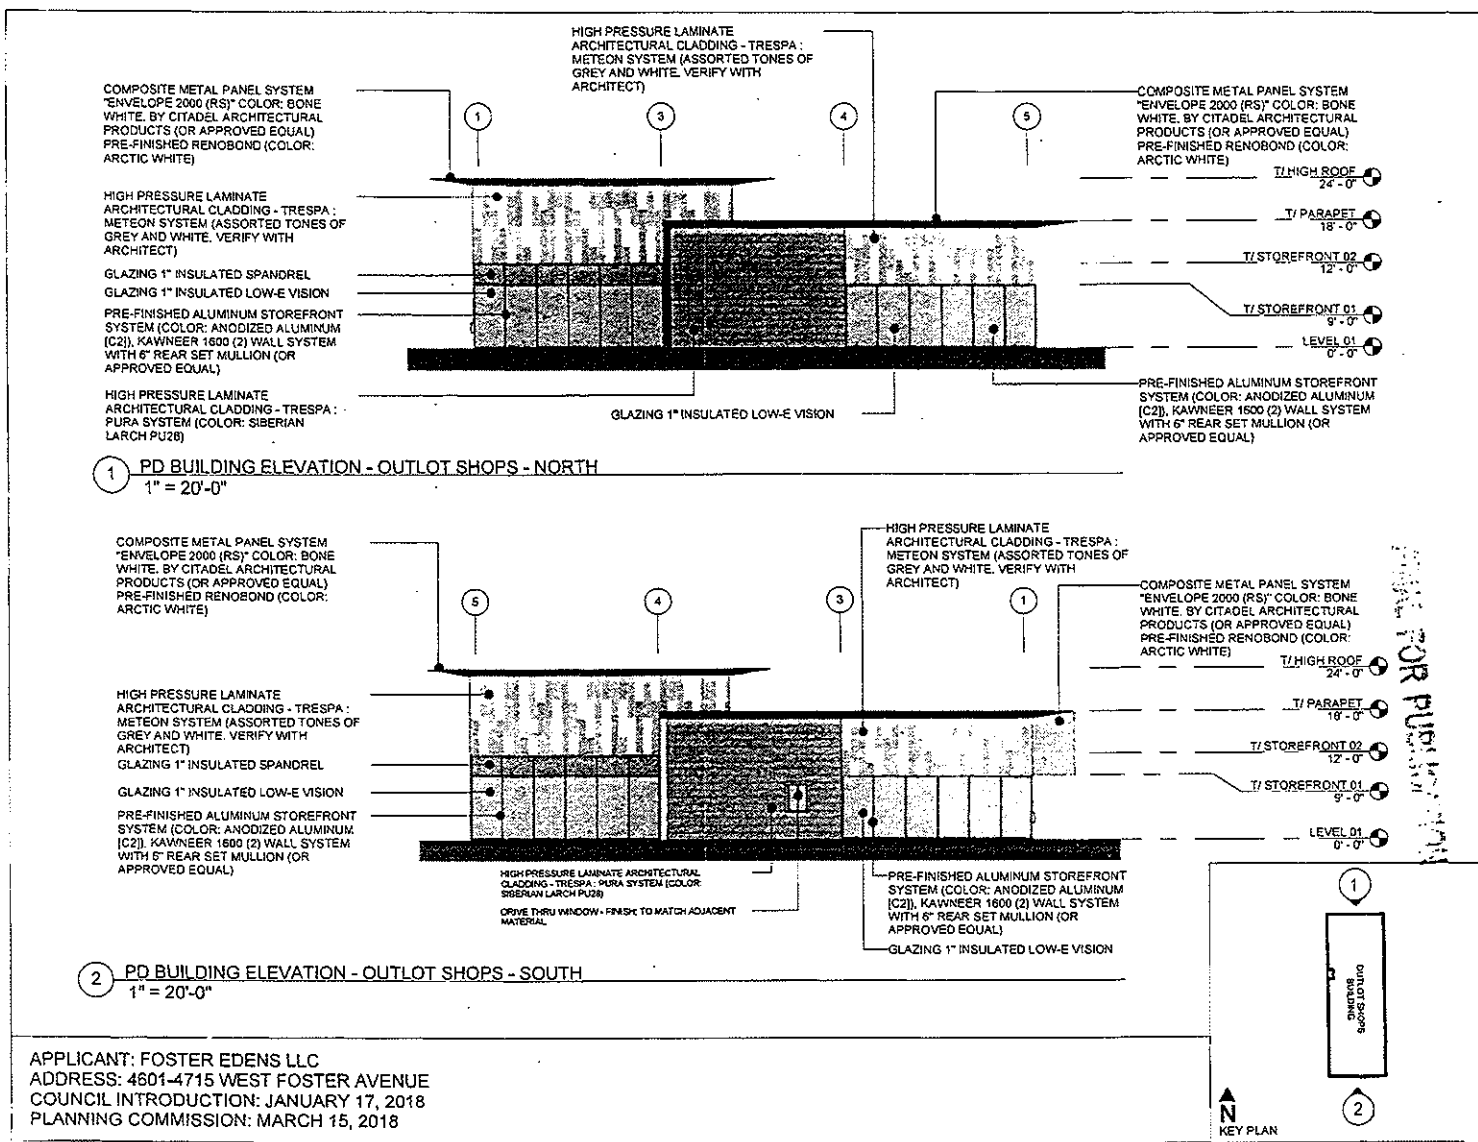 HIGH PRESSURE LAMINATE
ARCHITECTURAL CLADDING - TRESPA :
METEON SYSTEM (ASSORTED TONES OF
GREY AND WHITE. VERIFY WITH
ARCHITECT)
COMPOSITE METAL PANEL SYSTEM
"ENVELOPE 2000 (RS)" COLOR: BONE
WHITE. BY CITADEL ARCHITECTURAL
PRODUCTS (OR APPROVED EQUAL)
PRE-FINISHED RENOBOND (COLOR:
ARCTIC WHITE)
1
3
4
5
COMPOSITE METAL PANEL SYSTEM
"ENVELOPE 2000 (RS)" COLOR: BONE
WHITE. BY CITADEL ARCHITECTURAL
PRODUCTS (OR APPROVED EQUAL)
PRE-FINISHED RENOBOND (COLOR:
ARCTIC WHITE)
T/ HIGH ROOF
24' - 0"
T/ PARAPET
18' - 0"
T/ STOREFRONT 02
12' - 0"
T/ STOREFRONT 01
9' - 0"
LEVEL 01
0' - 0"
HIGH PRESSURE LAMINATE
ARCHITECTURAL CLADDING - TRESPA :
METEON SYSTEM (ASSORTED TONES OF
GREY AND WHITE. VERIFY WITH
ARCHITECT)
GLAZING 1" INSULATED SPANDREL
GLAZING 1" INSULATED LOW-E VISION
PRE-FINISHED ALUMINUM STOREFRONT
SYSTEM (COLOR: ANODIZED ALUMINUM
[C2]), KAWNEER 1600 (2) WALL SYSTEM
WITH 6" REAR SET MULLION (OR
APPROVED EQUAL)
HIGH PRESSURE LAMINATE
ARCHITECTURAL CLADDING - TRESPA :
PURA SYSTEM (COLOR: SIBERIAN
LARCH PU28)
GLAZING 1" INSULATED LOW-E VISION
PRE-FINISHED ALUMINUM STOREFRONT
SYSTEM (COLOR: ANODIZED ALUMINUM
[C2]), KAWNEER 1600 (2) WALL SYSTEM
WITH 6" REAR SET MULLION (OR
APPROVED EQUAL)
1 PD BUILDING ELEVATION - OUTLOT SHOPS - NORTH
1" = 20'-0"
COMPOSITE METAL PANEL SYSTEM
"ENVELOPE 2000 (RS)" COLOR: BONE
WHITE. BY CITADEL ARCHITECTURAL
PRODUCTS (OR APPROVED EQUAL)
PRE-FINISHED RENOBOND (COLOR:
ARCTIC WHITE)
5
4
3
1
HIGH PRESSURE LAMINATE
ARCHITECTURAL CLADDING - TRESPA :
METEON SYSTEM (ASSORTED TONES OF
GREY AND WHITE. VERIFY WITH
ARCHITECT)
COMPOSITE METAL PANEL SYSTEM
"ENVELOPE 2000 (RS)" COLOR: BONE
WHITE. BY CITADEL ARCHITECTURAL
PRODUCTS (OR APPROVED EQUAL)
PRE-FINISHED RENOBOND (COLOR:
ARCTIC WHITE)
T/ HIGH ROOF
24' - 0"
T/ PARAPET
18' - 0"
T/ STOREFRONT 02
12' - 0"
T/ STOREFRONT 01
9' - 0"
LEVEL 01
0' - 0"
FOR PUBLICATION
HIGH PRESSURE LAMINATE
ARCHITECTURAL CLADDING - TRESPA :
METEON SYSTEM (ASSORTED TONES OF
GREY AND WHITE. VERIFY WITH
ARCHITECT)
GLAZING 1" INSULATED SPANDREL
GLAZING 1" INSULATED LOW-E VISION
PRE-FINISHED ALUMINUM STOREFRONT
SYSTEM (COLOR: ANODIZED ALUMINUM
[C2]), KAWNEER 1600 (2) WALL SYSTEM
WITH 6" REAR SET MULLION (OR
APPROVED EQUAL)
HIGH PRESSURE LAMINATE ARCHITECTURAL
CLADDING - TRESPA : PURA SYSTEM (COLOR:
SIBERIAN LARCH PU28)
DRIVE THRU WINDOW - FINISH: TO MATCH ADJACENT
MATERIAL
PRE-FINISHED ALUMINUM STOREFRONT
SYSTEM (COLOR: ANODIZED ALUMINUM
[C2]), KAWNEER 1600 (2) WALL SYSTEM
WITH 6" REAR SET MULLION (OR
APPROVED EQUAL)
GLAZING 1" INSULATED LOW-E VISION
2 PD BUILDING ELEVATION - OUTLOT SHOPS - SOUTH
1" = 20'-0"
1
OUTLOT SHOPS
BUILDING
2
N
KEY PLAN
APPLICANT: FOSTER EDENS LLC
ADDRESS: 4601-4715 WEST FOSTER AVENUE
COUNCIL INTRODUCTION: JANUARY 17, 2018
PLANNING COMMISSION: MARCH 15, 2018